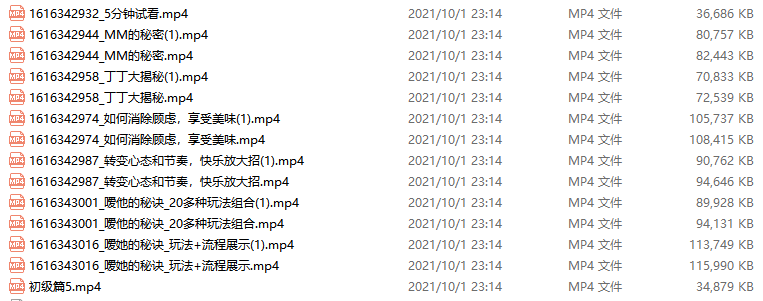 1616342932_5分钟试看.mp4 2021/10/1 23:14 MP4 文件 36,686 KB
1616342944_MM的秘密(1).mp4 2021/10/1 23:14 MP4 文件 80,757 KB
1616342944_MM的秘密.mp4 2021/10/1 23:14 MP4 文件 82,443 KB
1616342958_丁丁大揭秘(1).mp4 2021/10/1 23:14 MP4 文件 70,833 KB
1616342958_丁丁大揭秘.mp4 2021/10/1 23:14 MP4 文件 72,539 KB
1616342974_如何消除顾虑，享受美味(1).mp4 2021/10/1 23:14 MP4 文件 105,737 KB
1616342974_如何消除顾虑，享受美味.mp4 2021/10/1 23:14 MP4 文件 108,415 KB
1616342987_转变心态和节奏，快乐放大招(1).mp4 2021/10/1 23:14 MP4 文件 90,762 KB
1616342987_转变心态和节奏，快乐放大招.mp4 2021/10/1 23:14 MP4 文件 94,646 KB
1616343001_嗳他的秘诀_20多种玩法组合(1).mp4 2021/10/1 23:14 MP4 文件 89,928 KB
1616343001_嗳他的秘诀_20多种玩法组合.mp4 2021/10/1 23:14 MP4 文件 94,131 KB
1616343016_嗳她的秘诀_玩法+流程展示(1).mp4 2021/10/1 23:14 MP4 文件 113,749 KB
1616343016_嗳她的秘诀_玩法+流程展示.mp4 2021/10/1 23:14 MP4 文件 115,990 KB
初级篇5.mp4 2021/10/1 23:14 MP4 文件 34,879 KB